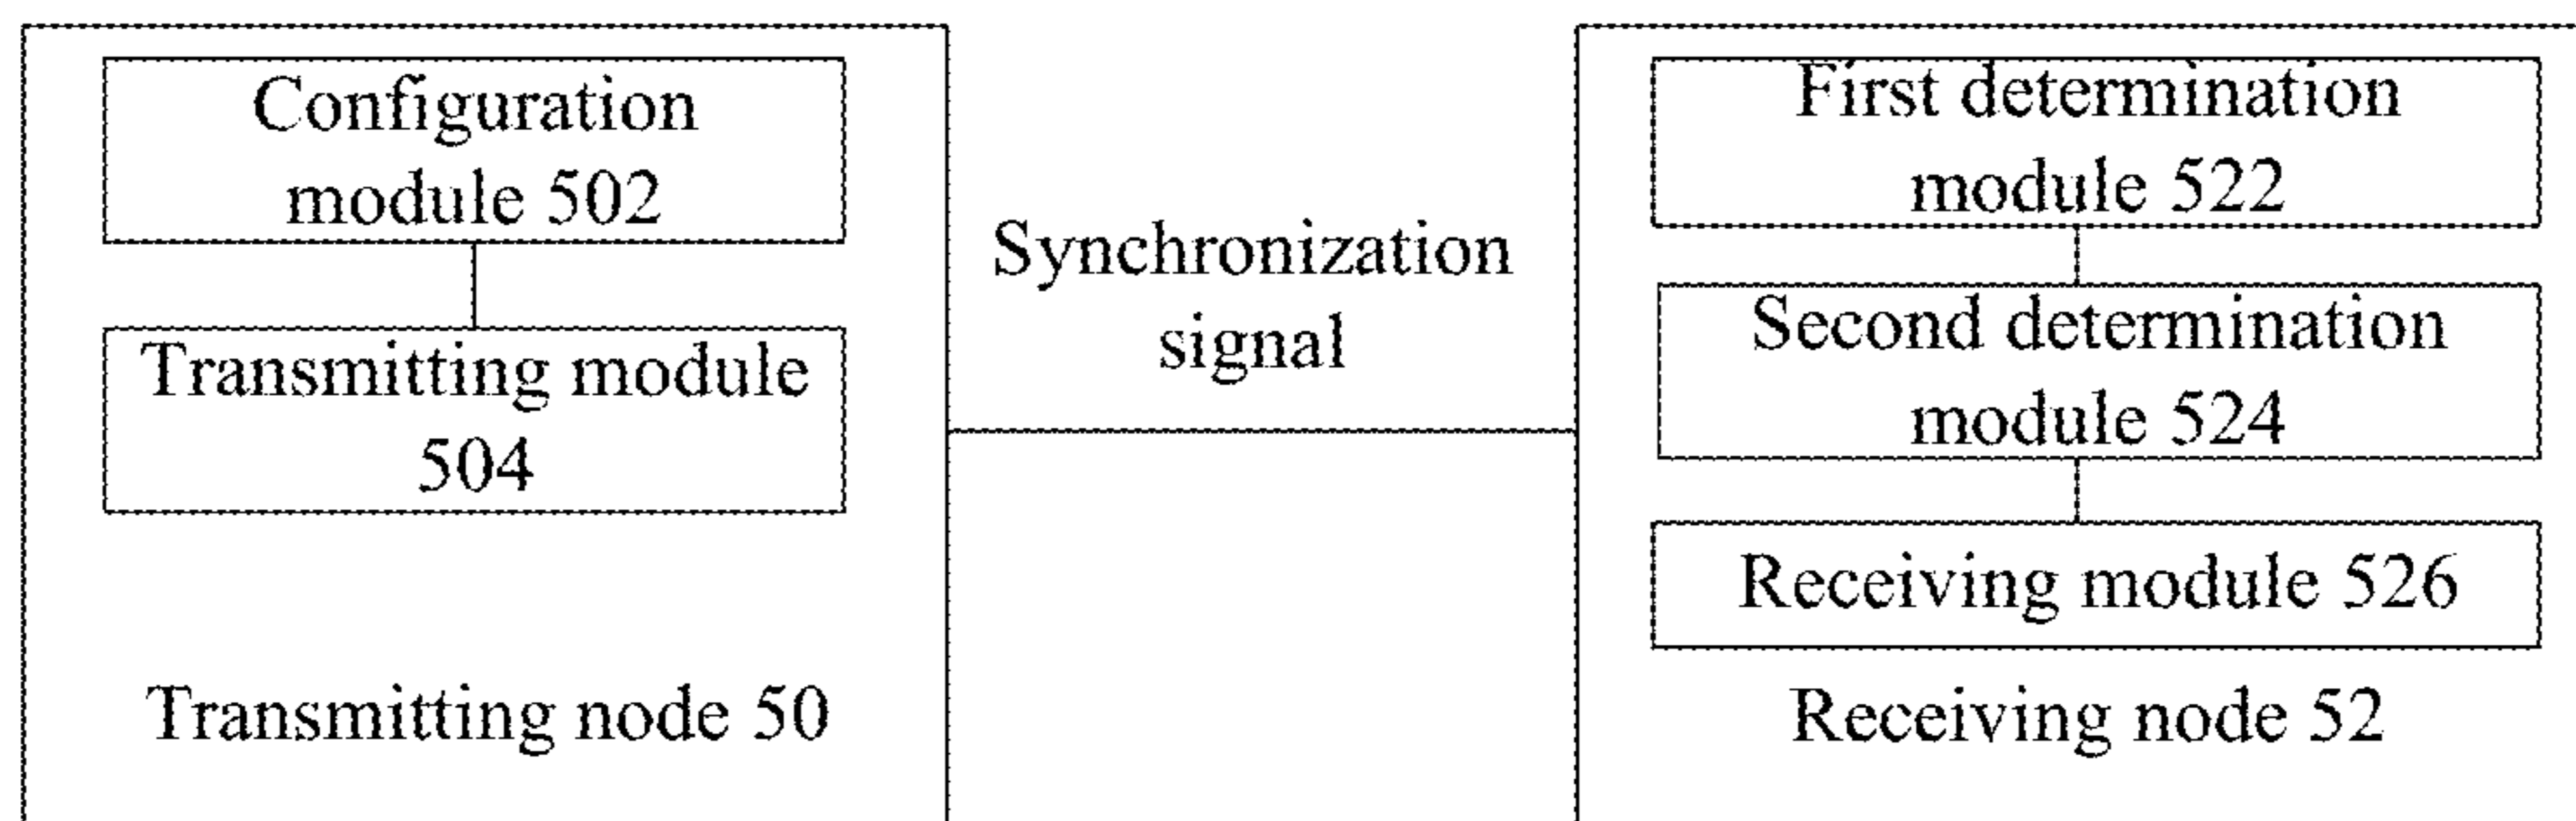 Configuration
module 502
Transmitting module
504
Transmitting node 50
Synchronization
signal
First determination
module 522
Second determination
module 524
Receiving module 526
Receiving node 52